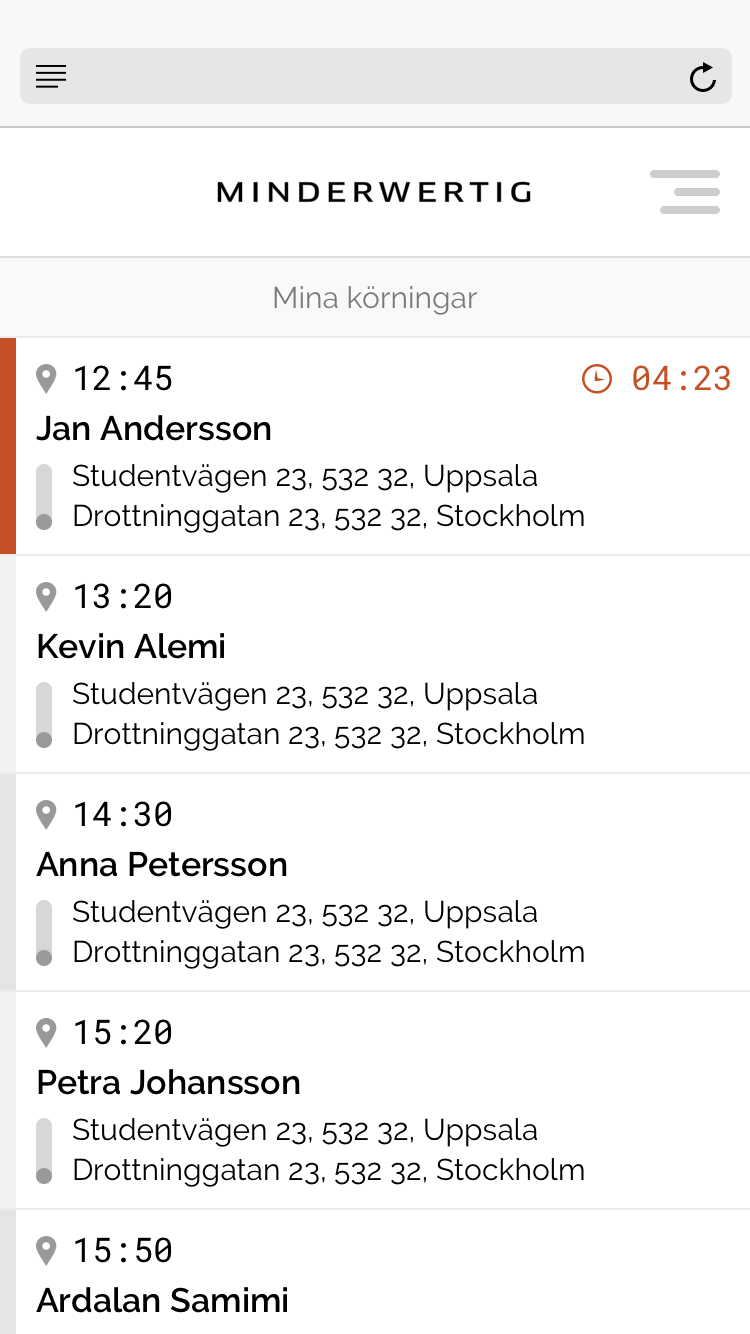 MINDERWERTIG
Mina körningar
12:45 04:23
Jan Andersson
Studentvägen 23, 532 32, Uppsala
Drottninggatan 23, 532 32, Stockholm
13:20
Kevin Alemi
Studentvägen 23, 532 32, Uppsala
Drottninggatan 23, 532 32, Stockholm
14:30
Anna Petersson
Studentvägen 23, 532 32, Uppsala
Drottninggatan 23, 532 32, Stockholm
15:20
Petra Johansson
Studentvägen 23, 532 32, Uppsala
Drottninggatan 23, 532 32, Stockholm
15:50
Ardalan Samimi